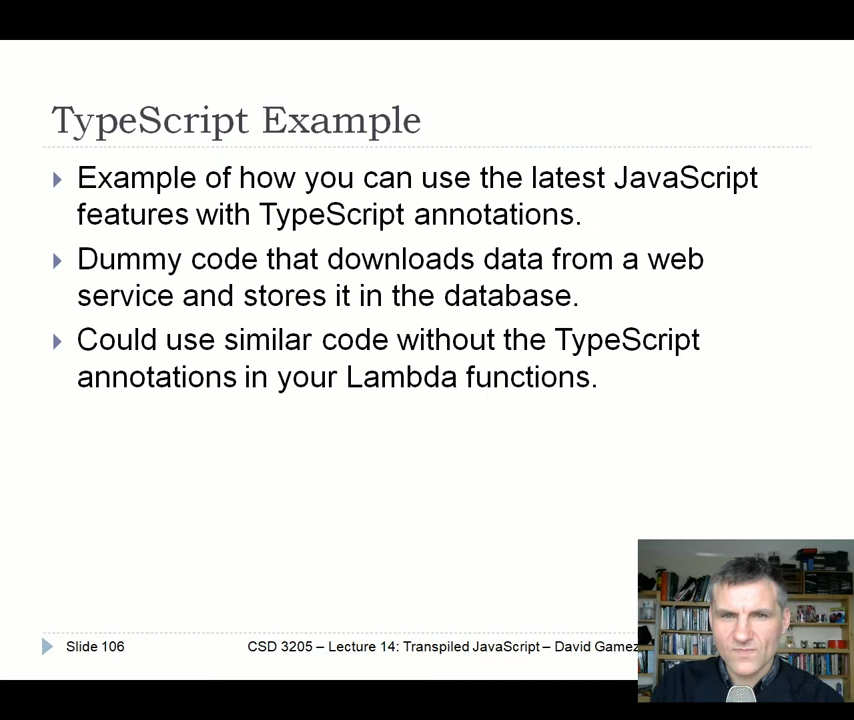 TypeScript Example
Example of how you can use the latest JavaScript
features with TypeScript annotations.
Dummy code that downloads data from a web
service and stores it in the database.
Could use similar code without the TypeScript
annotations in your Lambda functions.
Slide 106
CSD 3205 – Lecture 14: Transpiled JavaScript – David Gamez